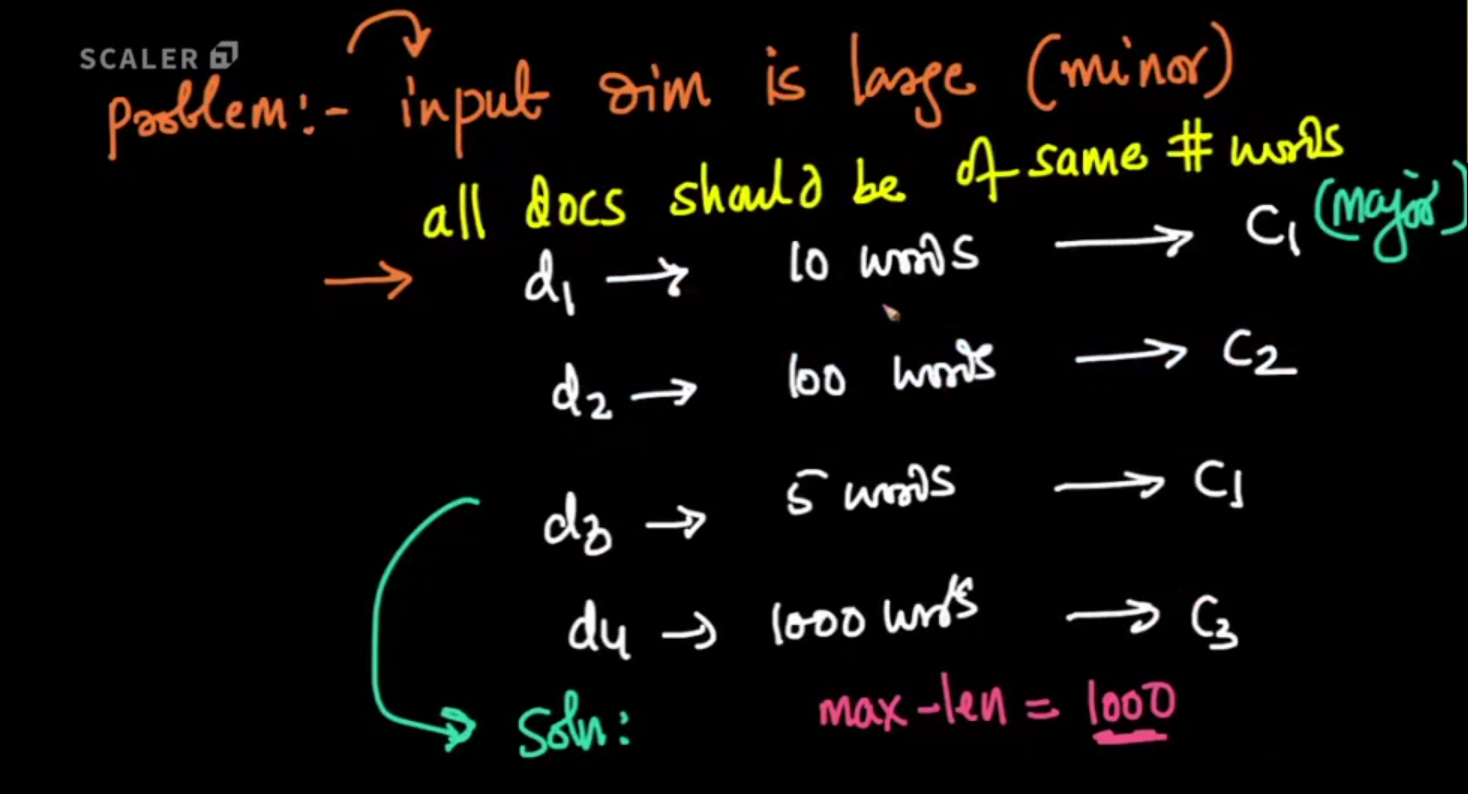 SCALER
Problem:- input dim is large (minor)
all docs should be of same # words (major)
d1 → 10 words → C1
d2 → 100 words → C2
d3 → 5 words → C1
d4 → 1000 words → C3
Soln: max-len = 1000